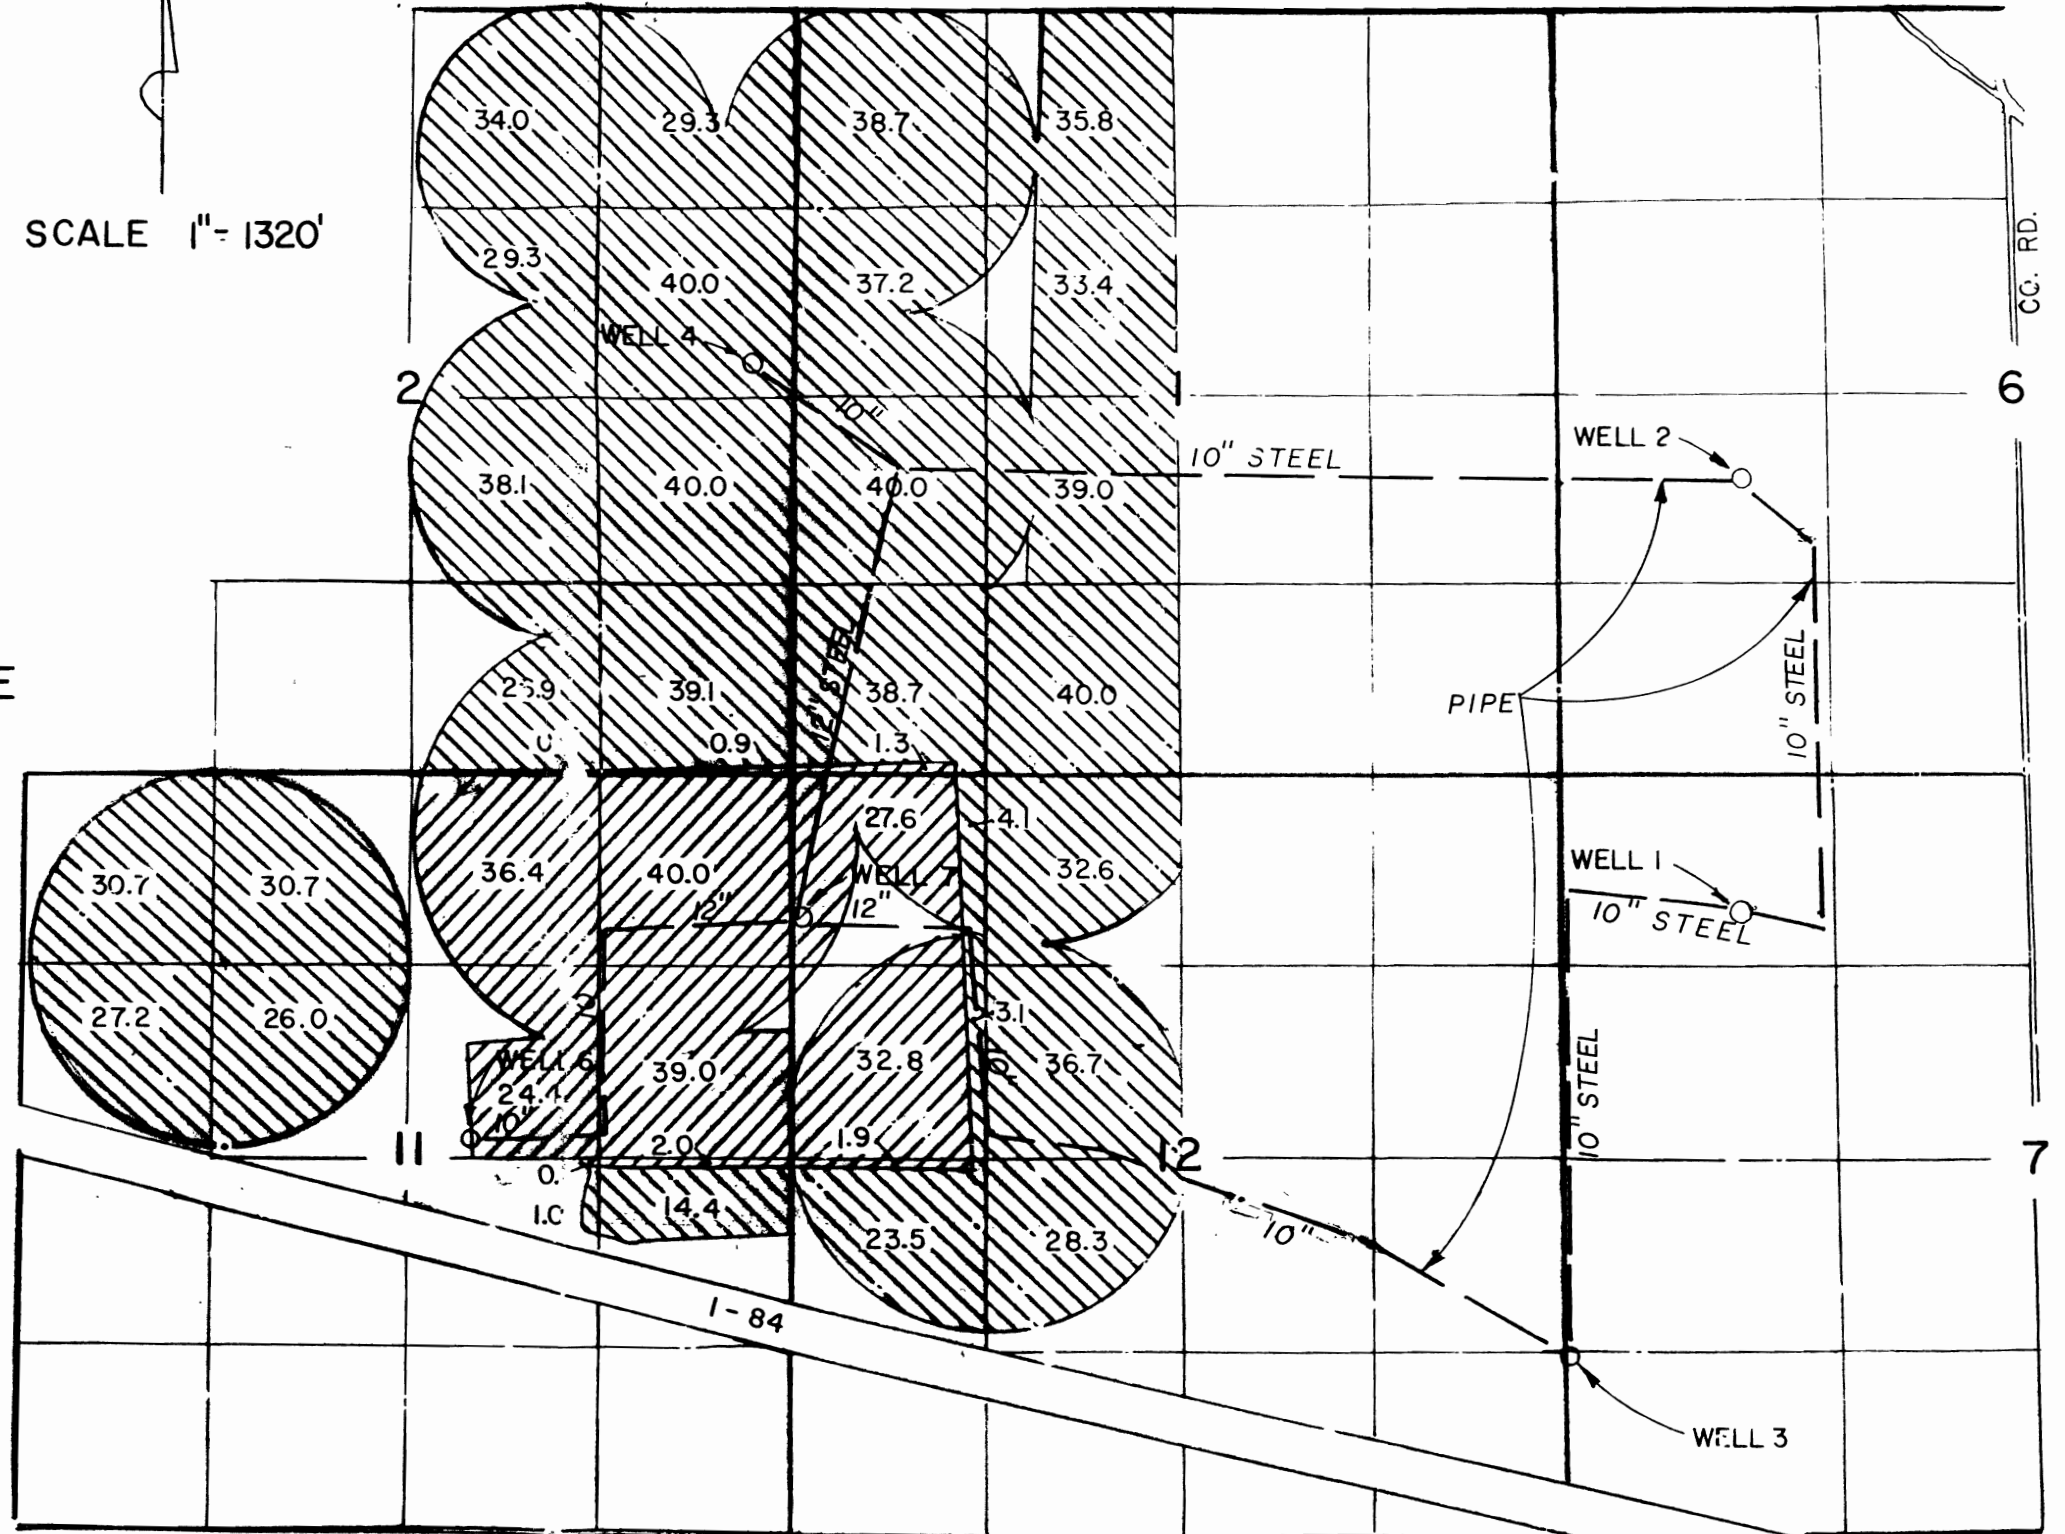 34.0 29.3 38.7 35.8
SCALE 1"= 1320'
CO. RD.
29.3 40.0 37.2 33.4
WELL 4
2 1 6
10"
WELL 2
10" STEEL
38.1 40.0 40.0 39.0
12" STEEL
10" STEEL
39.1 38.7 40.0
PIPE
0 0.9 1.3
27.6 4.1
30.7 30.7 36.4 40.0 WELL 7 32.6
WELL 1
12" 12"
10" STEEL
27.2 26.0 3.1
WELL 6 39.0 32.8 10" 36.7
10" STEEL
10"
2.0 1.9
11 12 7
0.
1.0 14.4
23.5 28.3
10"
I-84
WELL 3